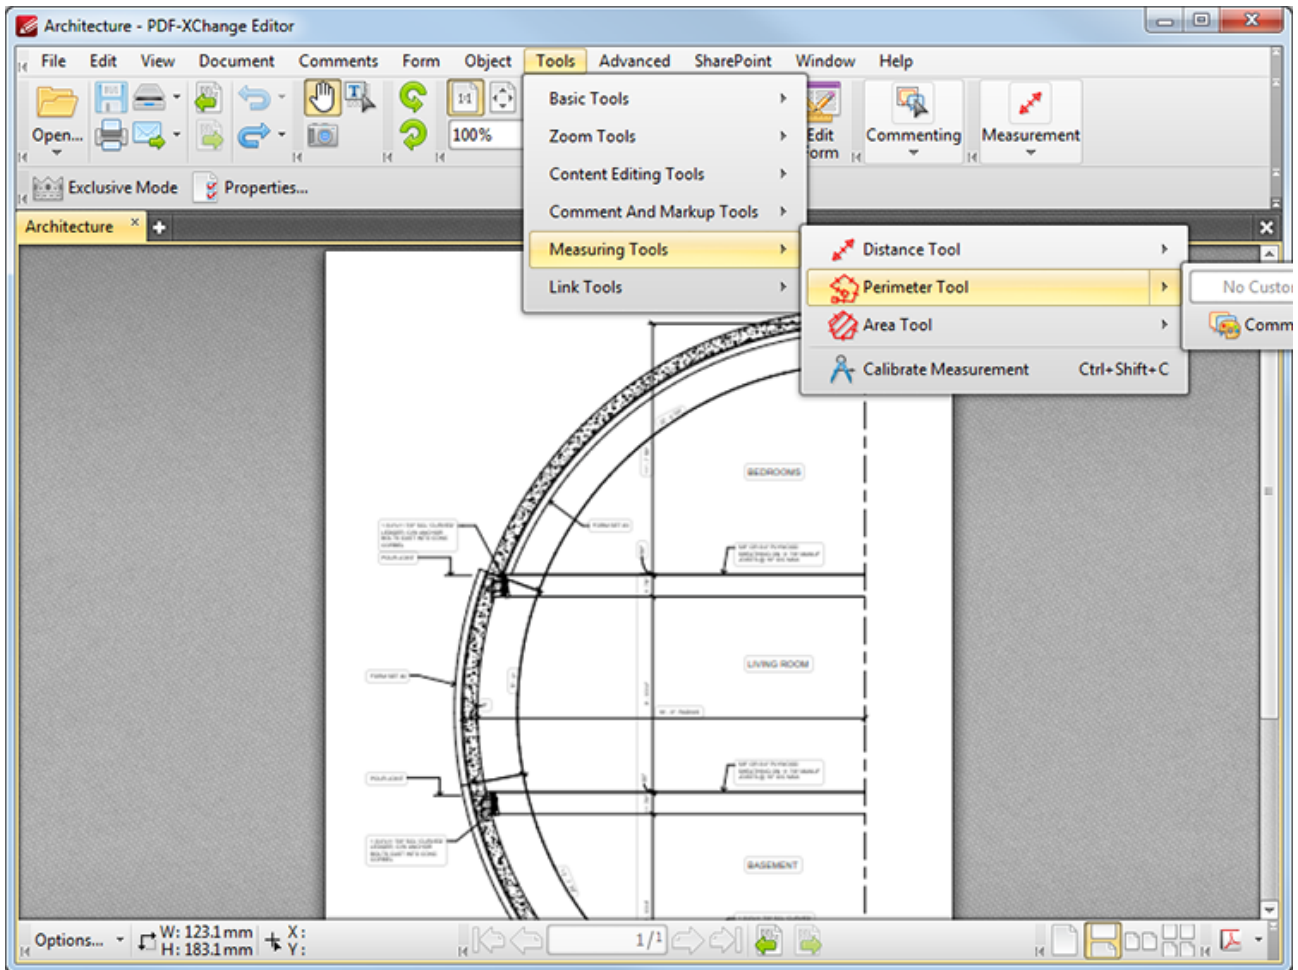 Architecture - PDF-XChange Editor
File Edit View Document Comments Form Object Tools Advanced SharePoint Window Help
Open... 100% Edit Form Commenting Measurement
Exclusive Mode Properties...
Architecture
Basic Tools
Zoom Tools
Content Editing Tools
Comment And Markup Tools
Measuring Tools
Link Tools
Distance Tool
Perimeter Tool
Area Tool
Calibrate Measurement Ctrl+Shift+C
No Custo
Comm
BEDROOMS
LIVING ROOM
BASEMENT
Options... W: 123.1 mm X:
H: 183.1 mm Y:
1/1